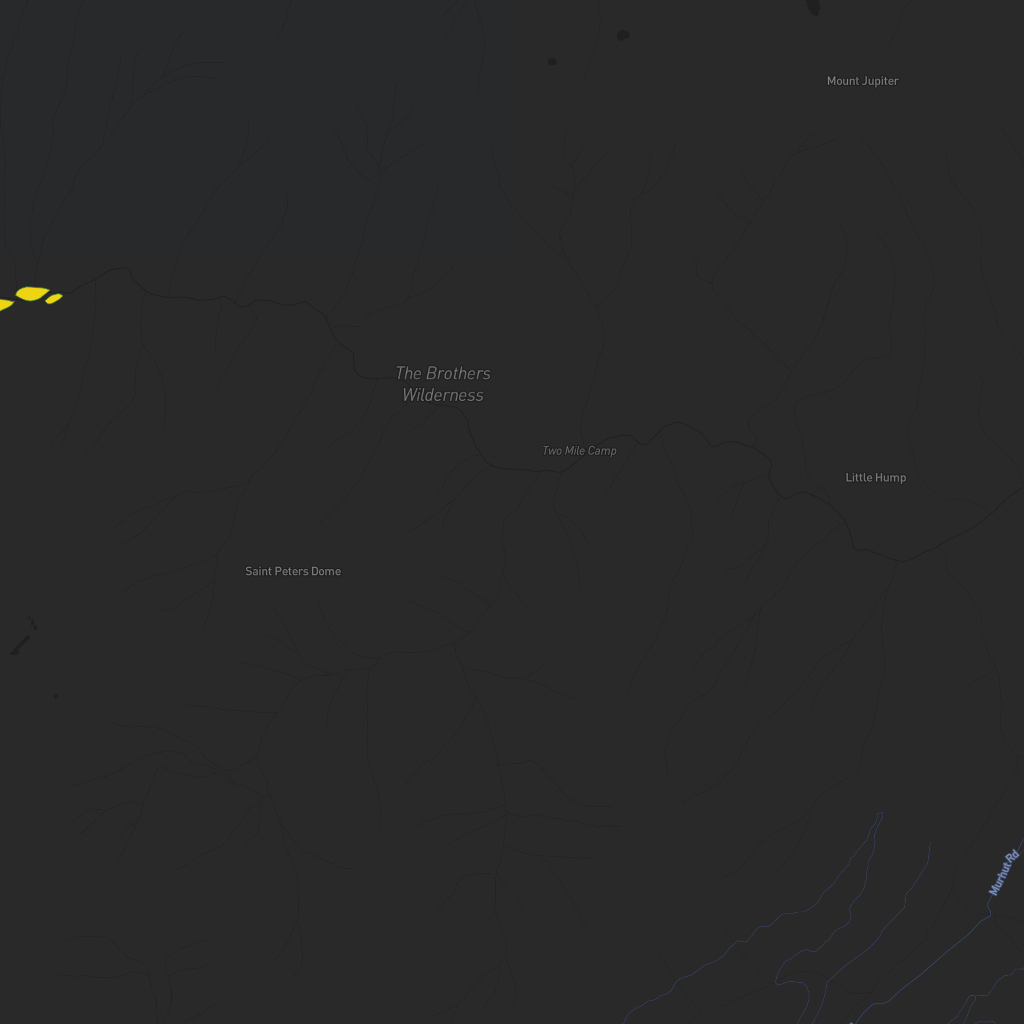 Mount Jupiter
The Brothers
Wilderness
Two Mile Camp
Little Hump
Saint Peters Dome
Murhut Rd